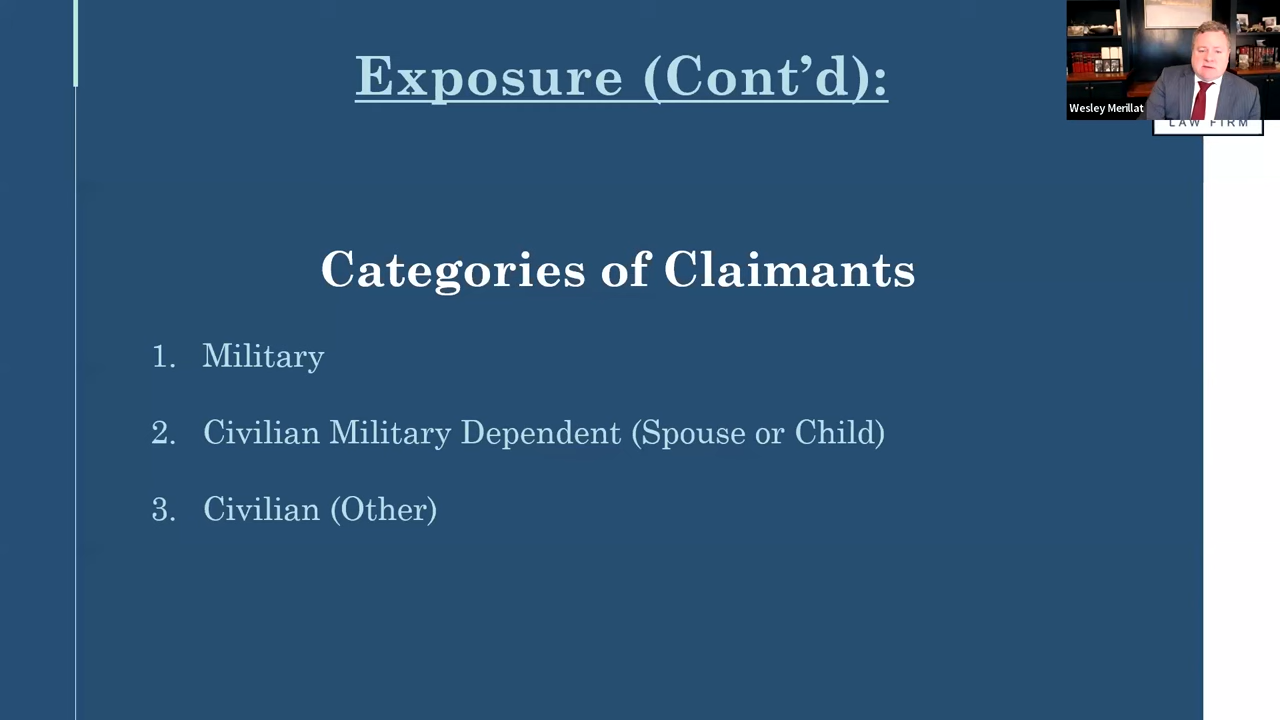 Exposure (Cont’d):
Wesley Merillat
LAW FIRM
Categories of Claimants
1. Military
2. Civilian Military Dependent (Spouse or Child)
3. Civilian (Other)